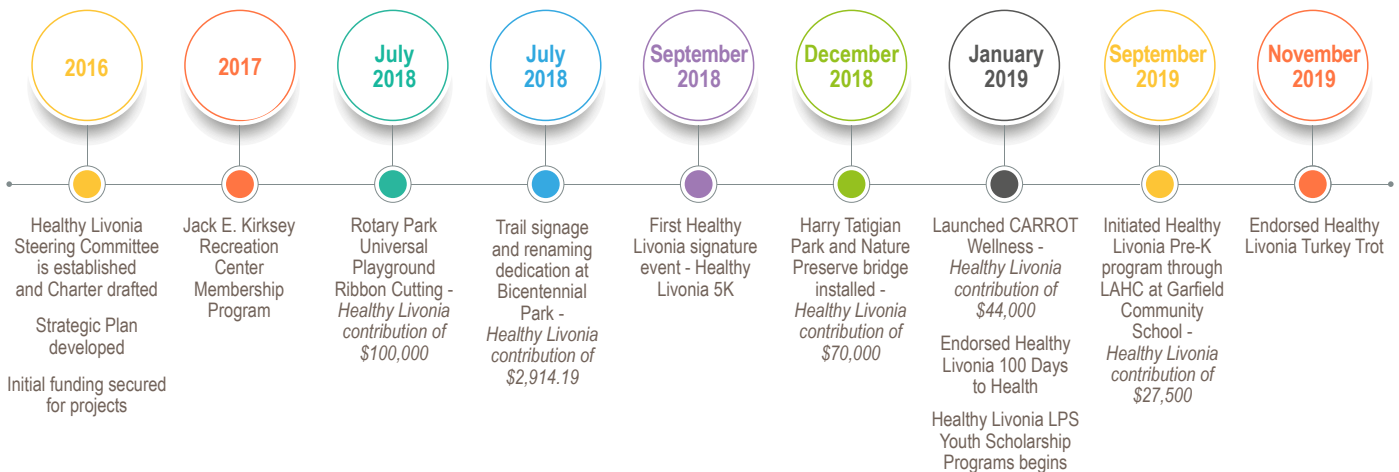 2016
2017
July
2018
July
2018
September
2018
December
2018
January
2019
September
2019
November
2019
Healthy Livonia
Steering Committee
is established
and Charter drafted
Strategic Plan
developed
Initial funding secured
for projects
Jack E. Kirksey
Recreation
Center
Membership
Program
Rotary Park
Universal
Playground
Ribbon Cutting -
Healthy Livonia
contribution of
$100,000
Trail signage
and renaming
dedication at
Bicentennial
Park -
Healthy Livonia
contribution of
$2,914.19
First Healthy
Livonia signature
event - Healthy
Livonia 5K
Harry Tatigian
Park and Nature
Preserve bridge
installed -
Healthy Livonia
contribution of
$70,000
Launched CARROT
Wellness -
Healthy Livonia
contribution of
$44,000
Endorsed Healthy
Livonia 100 Days
to Health
Healthy Livonia LPS
Youth Scholarship
Programs begins
Initiated Healthy
Livonia Pre-K
program through
LAHC at Garfield
Community
School -
Healthy Livonia
contribution of
$27,500
Endorsed Healthy
Livonia Turkey Trot